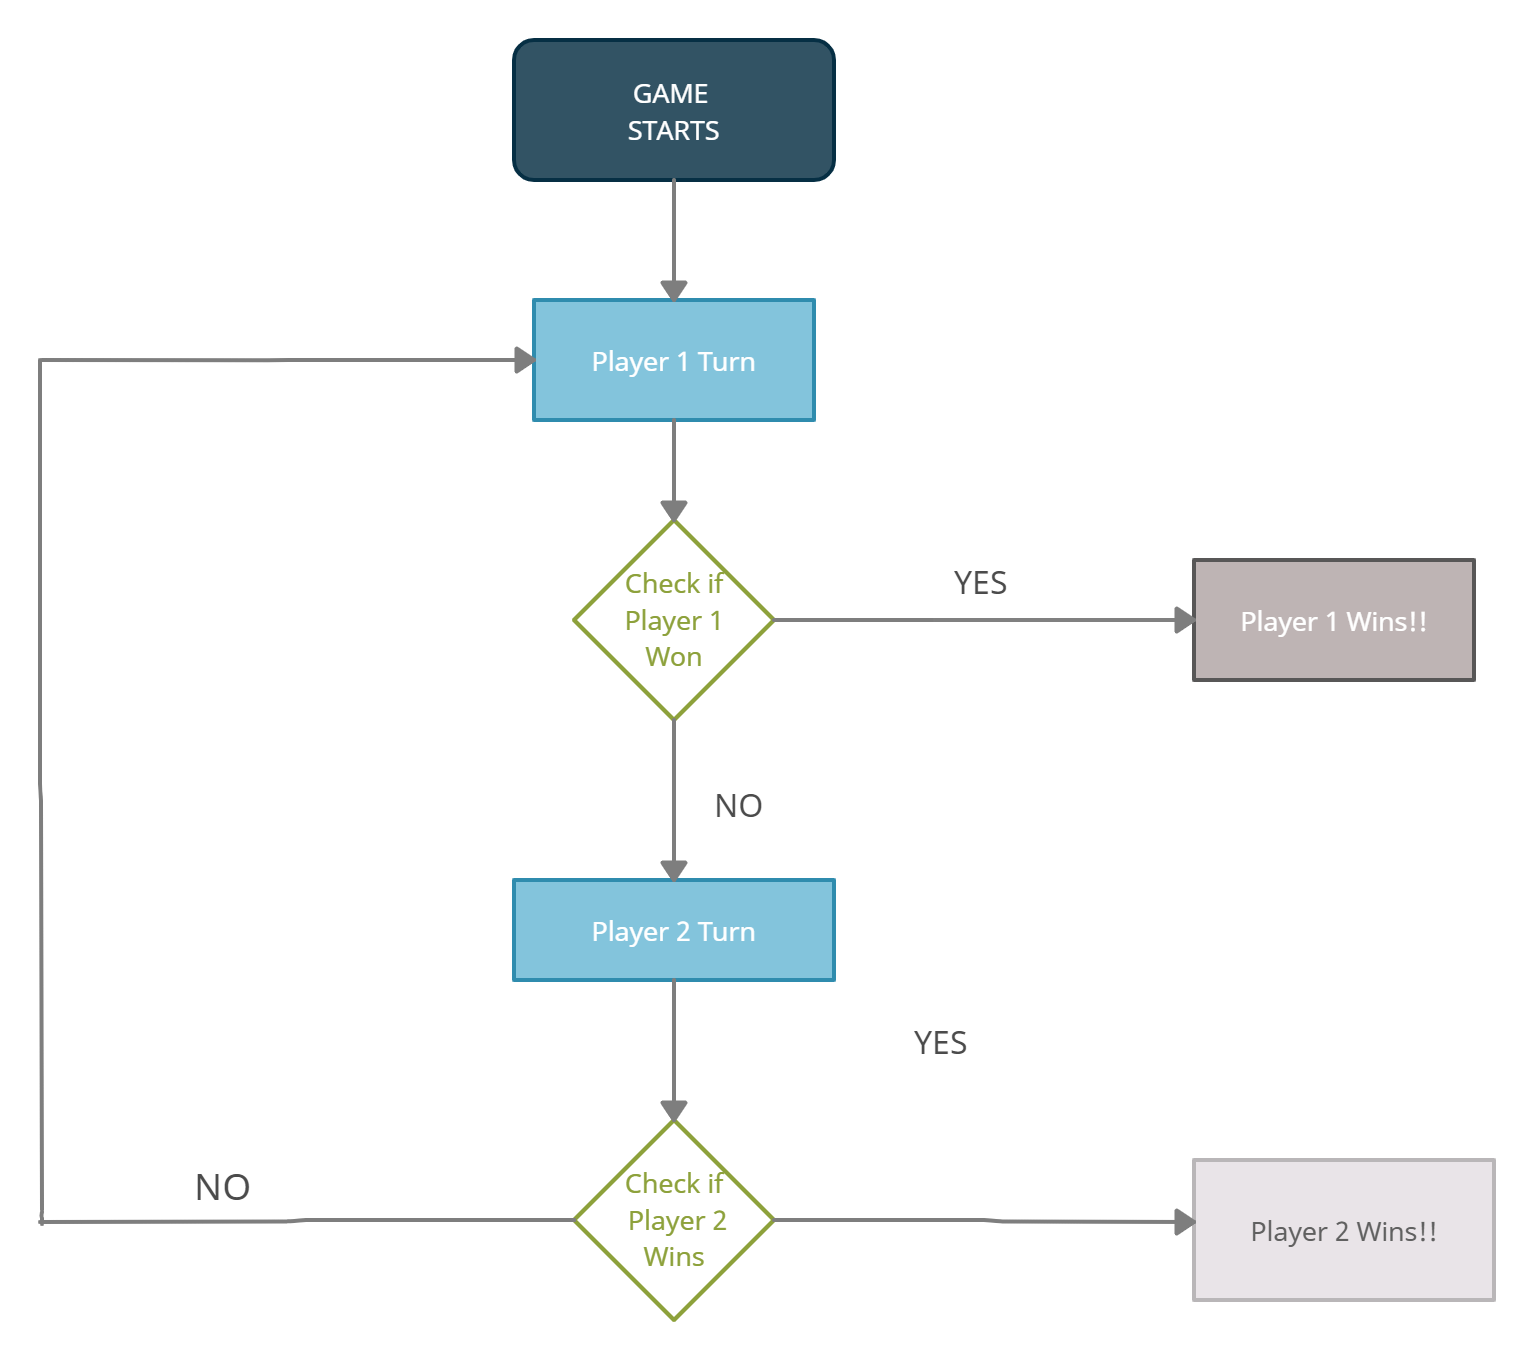 GAME
STARTS
Player 1 Turn
Check if
Player 1
Won
YES
Player 1 Wins!!
NO
Player 2 Turn
YES
Check if
Player 2
Wins
NO
Player 2 Wins!!